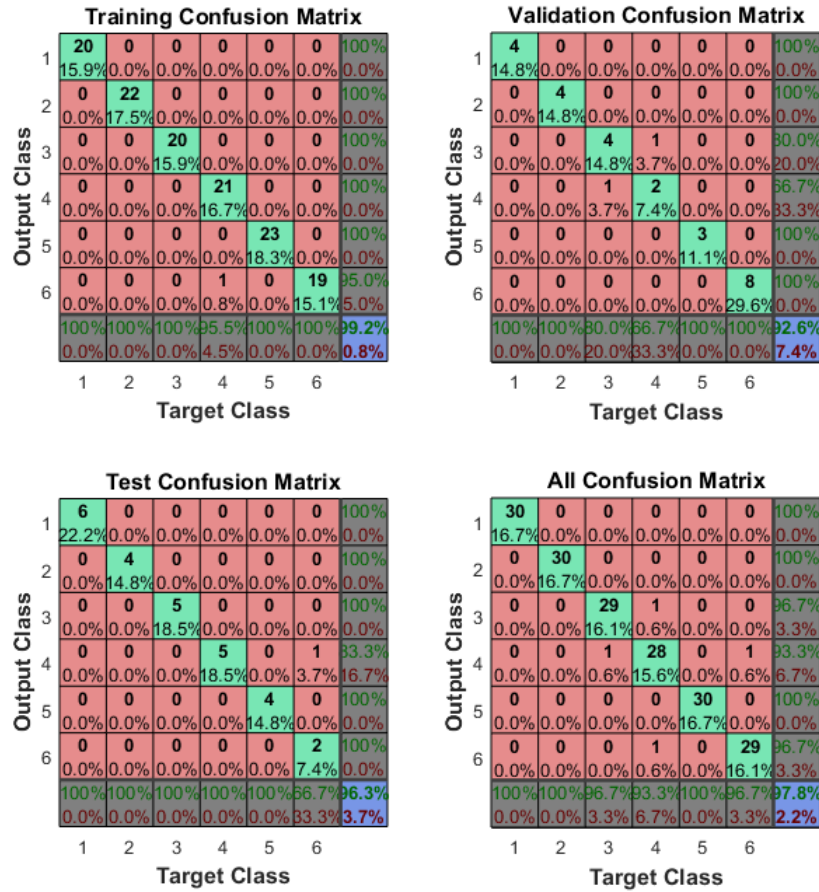 Training Confusion Matrix
1 20 0 0 0 0 0 100%
15.9% 0.0% 0.0% 0.0% 0.0% 0.0% 0.0%
2 0 22 0 0 0 0 100%
0.0% 17.5% 0.0% 0.0% 0.0% 0.0% 0.0%
3 0 0 20 0 0 0 100%
0.0% 0.0% 15.9% 0.0% 0.0% 0.0% 0.0%
4 0 0 0 21 0 0 100%
0.0% 0.0% 0.0% 16.7% 0.0% 0.0% 0.0%
5 0 0 0 0 23 0 100%
0.0% 0.0% 0.0% 0.0% 18.3% 0.0% 0.0%
6 0 0 0 1 0 19 95.0%
0.0% 0.0% 0.0% 0.8% 0.0% 15.1% 5.0%
100% 100% 100% 95.5% 100% 100% 99.2%
0.0% 0.0% 0.0% 4.5% 0.0% 0.0% 0.8%
1 2 3 4 5 6
Target Class
Output Class
Validation Confusion Matrix
1 4 0 0 0 0 0 100%
14.8% 0.0% 0.0% 0.0% 0.0% 0.0% 0.0%
2 0 4 0 0 0 0 100%
0.0% 14.8% 0.0% 0.0% 0.0% 0.0% 0.0%
3 0 0 4 1 0 0 80.0%
0.0% 0.0% 14.8% 3.7% 0.0% 0.0% 20.0%
4 0 0 1 2 0 0 66.7%
0.0% 0.0% 3.7% 7.4% 0.0% 0.0% 33.3%
5 0 0 0 0 3 0 100%
0.0% 0.0% 0.0% 0.0% 11.1% 0.0% 0.0%
6 0 0 0 0 0 8 100%
0.0% 0.0% 0.0% 0.0% 0.0% 29.6% 0.0%
100% 100% 80.0% 66.7% 100% 100% 92.6%
0.0% 0.0% 20.0% 33.3% 0.0% 0.0% 7.4%
1 2 3 4 5 6
Target Class
Output Class
Test Confusion Matrix
1 6 0 0 0 0 0 100%
22.2% 0.0% 0.0% 0.0% 0.0% 0.0% 0.0%
2 0 4 0 0 0 0 100%
0.0% 14.8% 0.0% 0.0% 0.0% 0.0% 0.0%
3 0 0 5 0 0 0 100%
0.0% 0.0% 18.5% 0.0% 0.0% 0.0% 0.0%
4 0 0 0 5 0 1 83.3%
0.0% 0.0% 0.0% 18.5% 0.0% 3.7% 16.7%
5 0 0 0 0 4 0 100%
0.0% 0.0% 0.0% 0.0% 14.8% 0.0% 0.0%
6 0 0 0 0 0 2 100%
0.0% 0.0% 0.0% 0.0% 0.0% 7.4% 0.0%
100% 100% 100% 100% 100% 66.7% 96.3%
0.0% 0.0% 0.0% 0.0% 0.0% 33.3% 3.7%
1 2 3 4 5 6
Target Class
Output Class
All Confusion Matrix
1 30 0 0 0 0 0 100%
16.7% 0.0% 0.0% 0.0% 0.0% 0.0% 0.0%
2 0 30 0 0 0 0 100%
0.0% 16.7% 0.0% 0.0% 0.0% 0.0% 0.0%
3 0 0 29 1 0 0 96.7%
0.0% 0.0% 16.1% 0.6% 0.0% 0.0% 3.3%
4 0 0 1 28 0 1 93.3%
0.0% 0.0% 0.6% 15.6% 0.0% 0.6% 6.7%
5 0 0 0 0 30 0 100%
0.0% 0.0% 0.0% 0.0% 16.7% 0.0% 0.0%
6 0 0 0 1 0 29 96.7%
0.0% 0.0% 0.0% 0.6% 0.0% 16.1% 3.3%
100% 100% 96.7% 93.3% 100% 96.7% 97.8%
0.0% 0.0% 3.3% 6.7% 0.0% 3.3% 2.2%
1 2 3 4 5 6
Target Class
Output Class